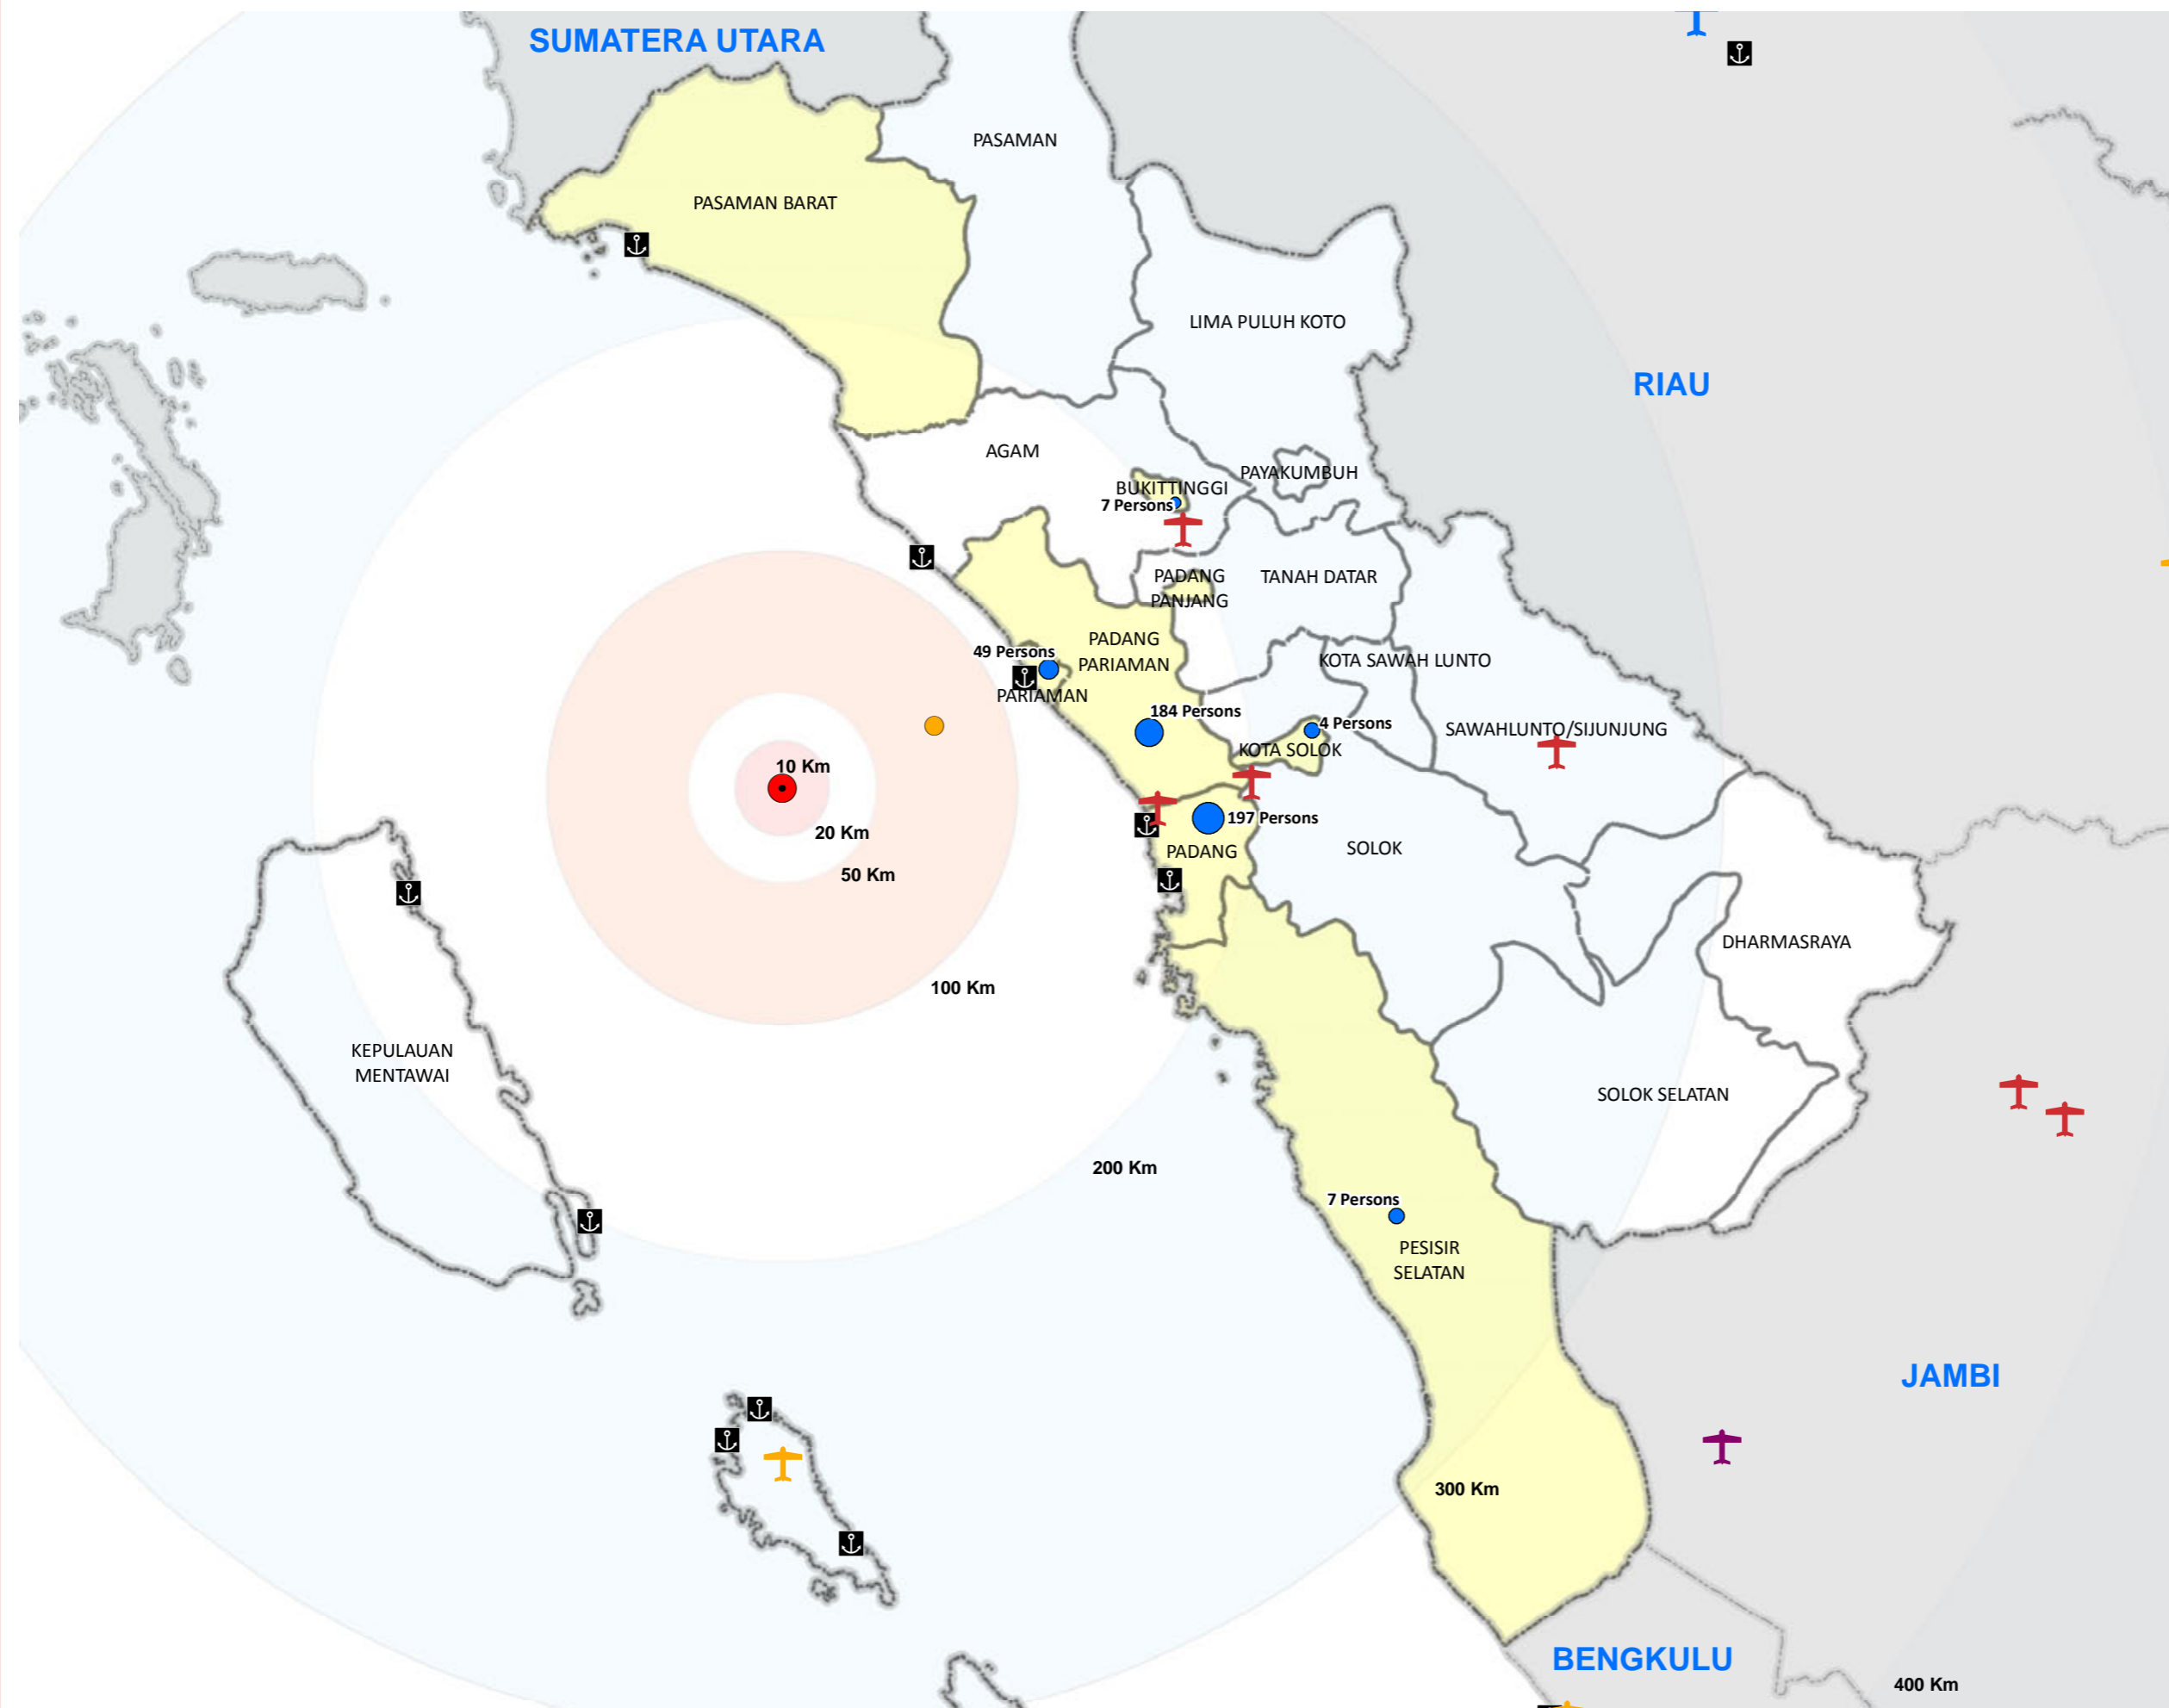 SUMATERA UTARA
PASAMAN
PASAMAN BARAT
LIMA PULUH KOTO
RIAU
AGAM
PAYAKUMBUH
BUKITTINGGI
7 Persons
PADANG
PANJANG
TANAH DATAR
PADANG
PARIAMAN
49 Persons
KOTA SAWAH LUNTO
PARIAMAN
184 Persons
4 Persons
SAWAHLUNTO/SIJUNJUNG
KOTA SOLOK
10 Km
197 Persons
20 Km
PADANG
SOLOK
50 Km
DHARMASRAYA
100 Km
KEPULAUAN
MENTAWAI
SOLOK SELATAN
200 Km
7 Persons
PESISIR
SELATAN
JAMBI
300 Km
BENGKULU
400 Km